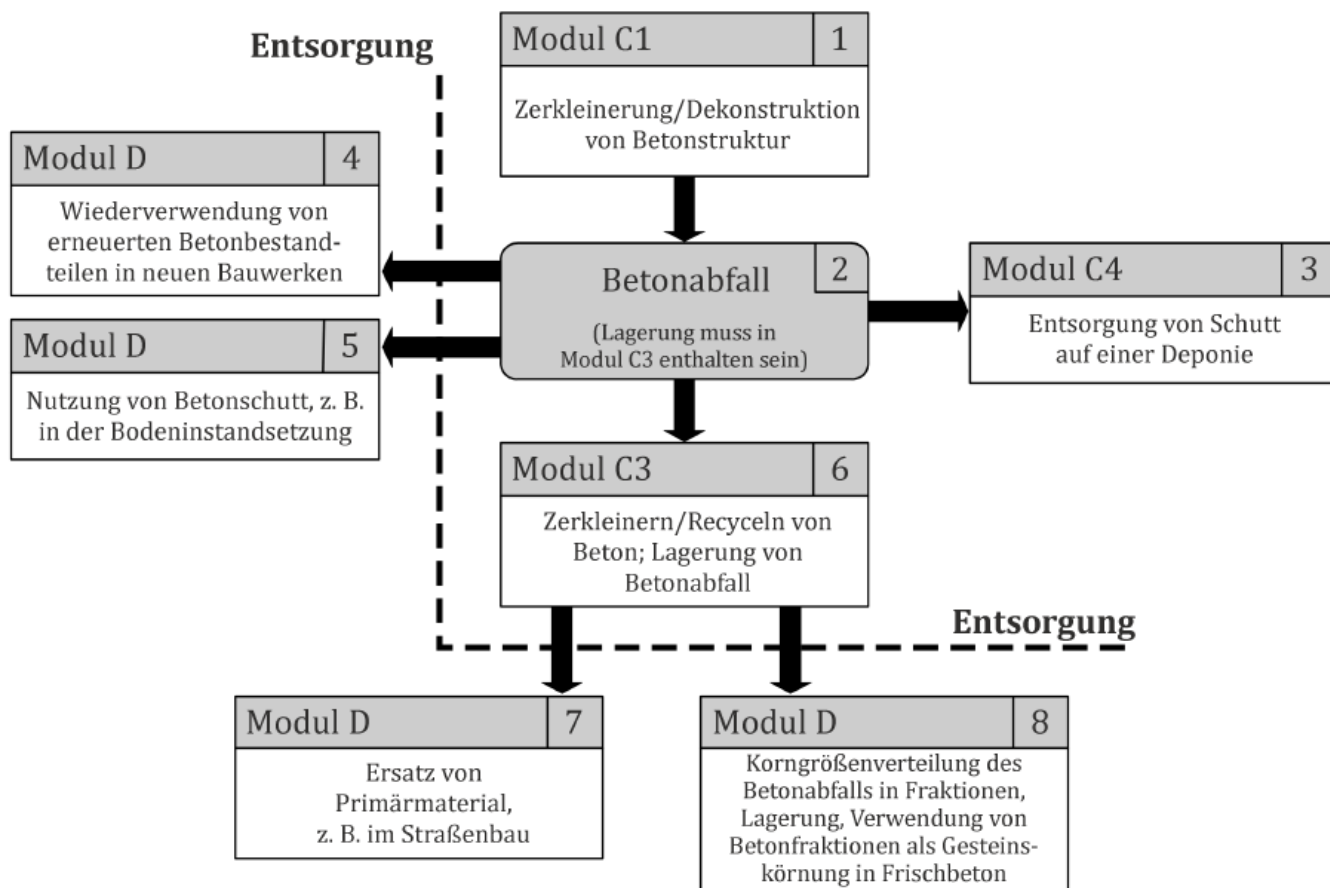 Entsorgung
Modul C1 1
Zerkleinerung/Dekonstruktion
von Betonstruktur
Modul D 4
Wiederverwendung von
erneuerten Betonbestand-
teilen in neuen Bauwerken
Betonabfall 2
(Lagerung muss in
Modul C3 enthalten sein)
Modul C4 3
Entsorgung von Schutt
auf einer Deponie
Modul D 5
Nutzung von Betonschutt, z. B.
in der Bodeninstandsetzung
Modul C3 6
Zerkleinern/Recyceln von
Beton; Lagerung von
Betonabfall
Entsorgung
Modul D 7
Ersatz von
Primärmaterial,
z. B. im Straßenbau
Modul D 8
Korngrößenverteilung des
Betonabfalls in Fraktionen,
Lagerung, Verwendung von
Betonfraktionen als Gesteins-
körnung in Frischbeton